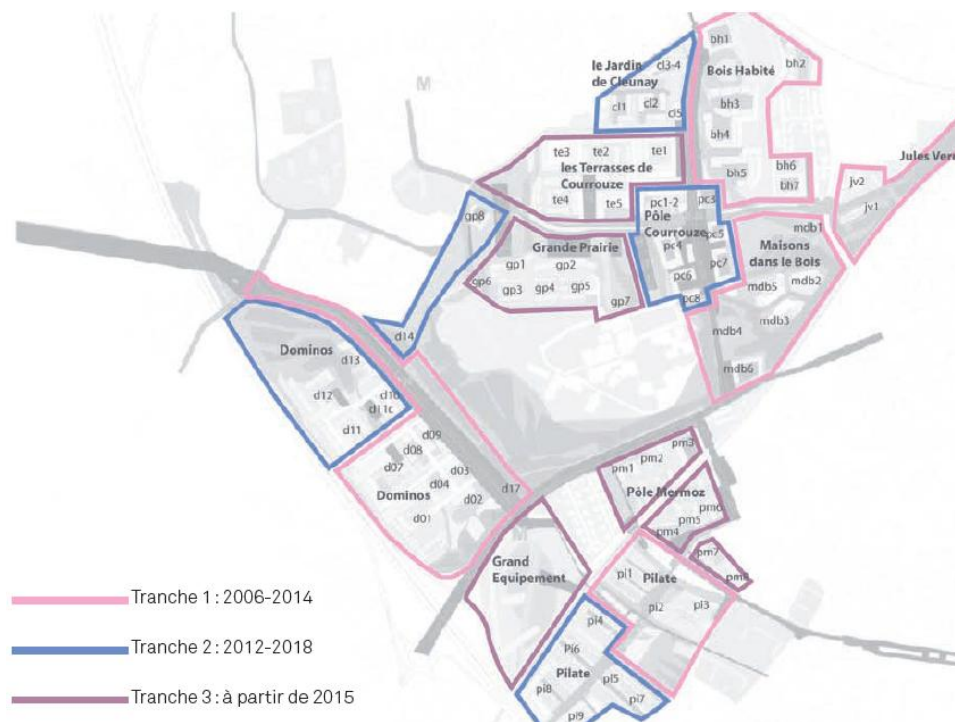 bh1
le Jardin
de Cleunay
cl3-4
Bois Habité
bh2
M
cl1
cl2
cl5
bh3
bh4
te3
te2
te1
les Terrasses de
Courrouze
te4
te5
bh5
bh6
bh7
Jules Vern
jv2
jv1
gp8
pc1-2
pc3
Pôle
Courrouze
pc4
pc5
pc6
pc7
pc8
mdb1
Maisons
dans le Bois
mdb2
mdb5
mdb3
mdb4
mdb6
Grande Prairie
gp1
gp2
gp6
gp3
gp4
gp5
gp7
d14
Dominos
d13
d12
d10
d11c
d11
d09
d08
d07
d03
d04
Dominos
d02
d01
d17
pm3
pm2
pm1
Pôle Mermoz
pm6
pm5
pm4
pm7
pm8
M
Grand
Equipement
pi1
Pilate
pi2
pi3
pi4
Pi6
Pilate
pi5
pi8
pi7
pi9
Tranche 1 : 2006-2014
Tranche 2 : 2012-2018
Tranche 3 : à partir de 2015